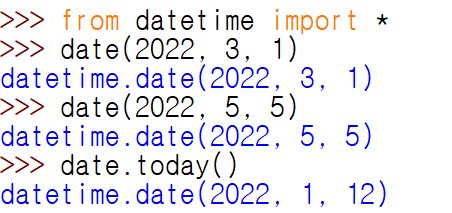 >>> from datetime import *
>>> date(2022, 3, 1)
datetime.date(2022, 3, 1)
>>> date(2022, 5, 5)
datetime.date(2022, 5, 5)
>>> date.today()
datetime.date(2022, 1, 12)